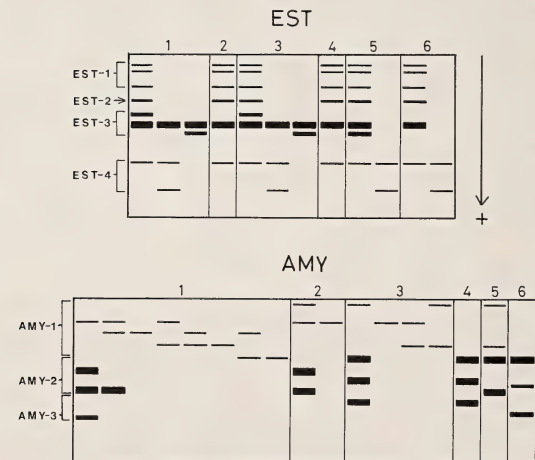 EST
1 2 3 4 5 6
EST-1
EST-2
EST-3
EST-4
+
AMY
1 2 3 4 5 6
AMY-1
AMY-2
AMY-3